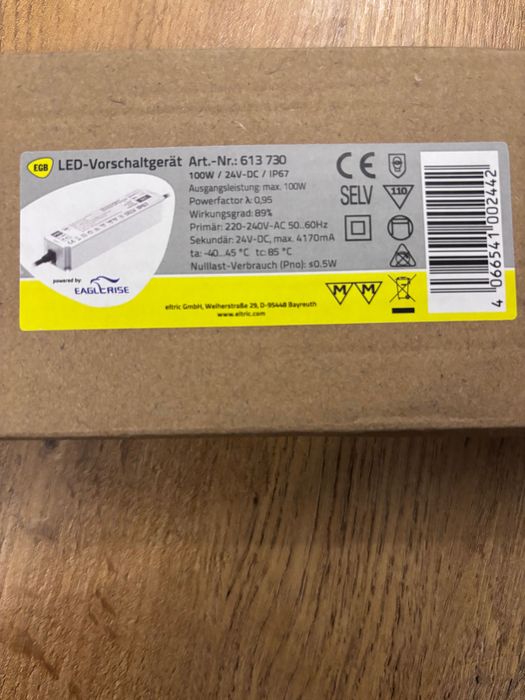 EGB
LED-Vorschaltgerät Art.-Nr.: 613 730
100W / 24V-DC / IP67
Ausgangsleistung: max. 100W
Powerfactor λ: 0,95
Wirkungsgrad: 89%
Primär: 220-240V~AC 50..60Hz
Sekundär: 24V-DC, max. 4170mA
ta: -40...45 °C tc: 85 °C
Nulllast-Verbrauch (Pno): ≤0.5W
CE
SELV
110
M M
powered by
EAGLERISE
eltric GmbH, Weiherstraße 29, D-95448 Bayreuth
www.eltric.com
4 066541 002442